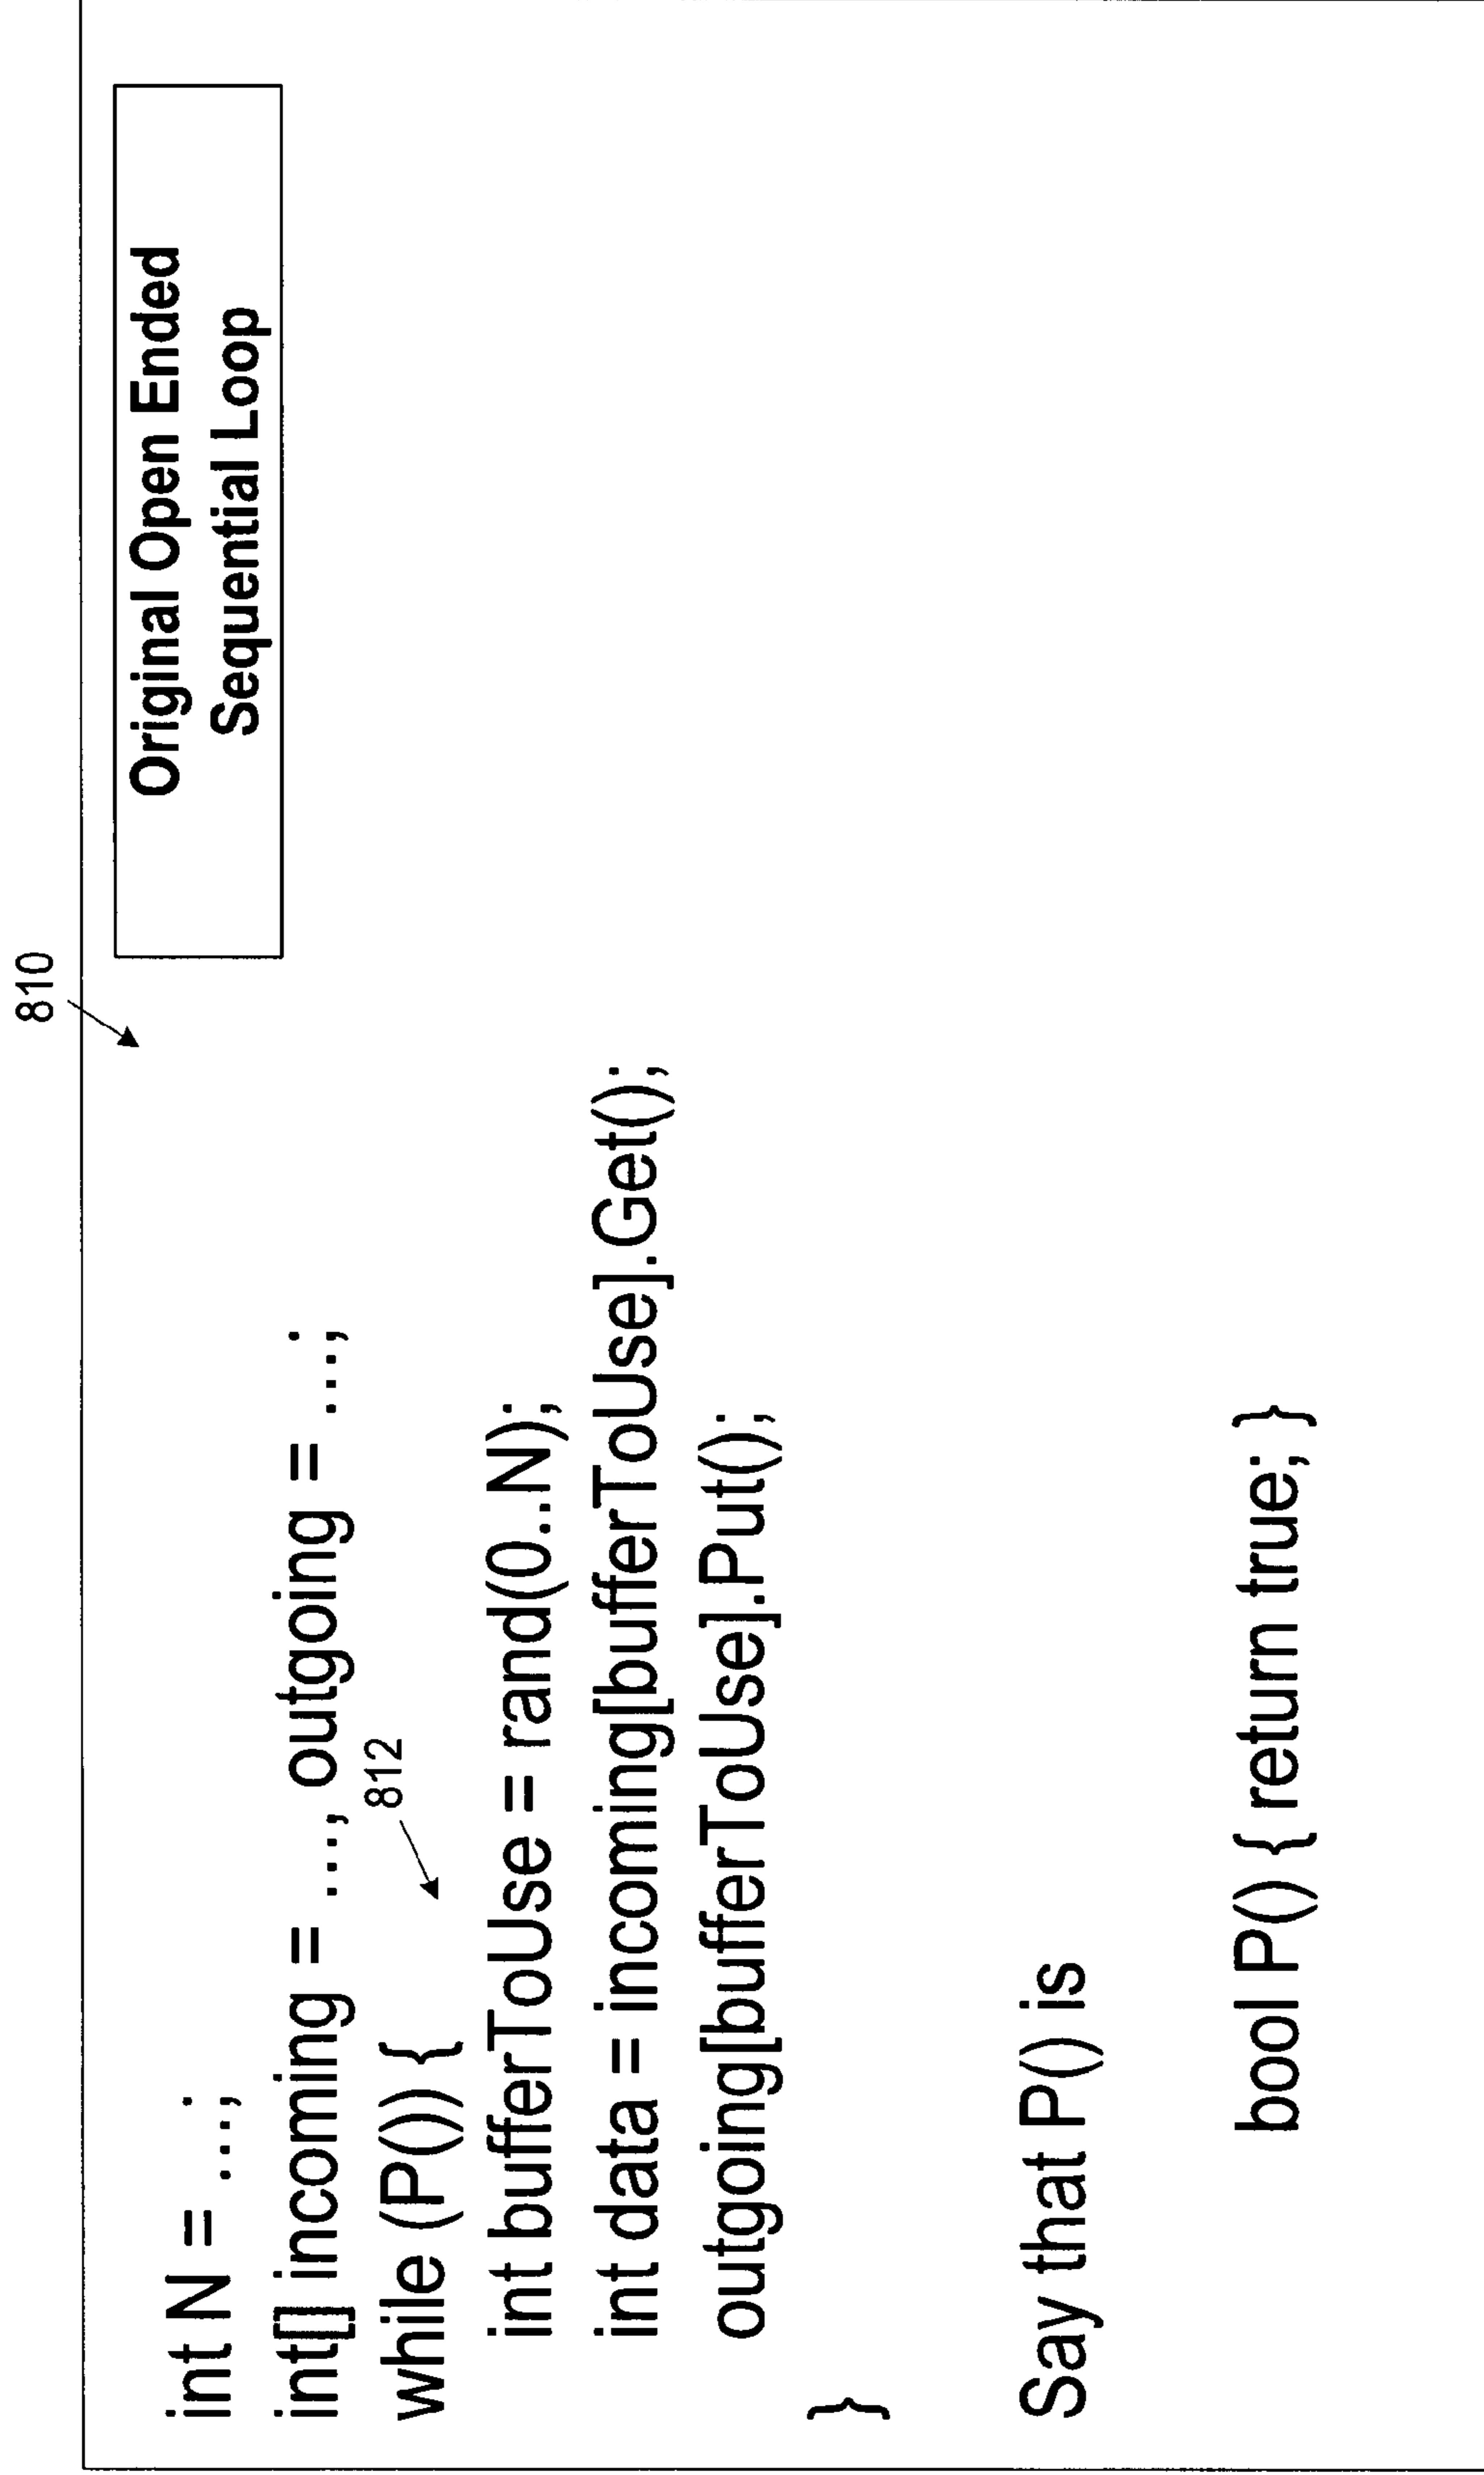 810
Original Open Ended
Sequential Loop
int N = ...;
int[] incoming = ..., outgoing = ...;
812
while (P()) {
int bufferToUse = rand(0..N);
int data = incoming[bufferToUse].Get();
outgoing[bufferToUse].Put();
}
Say that P() is
bool P() { return true; }